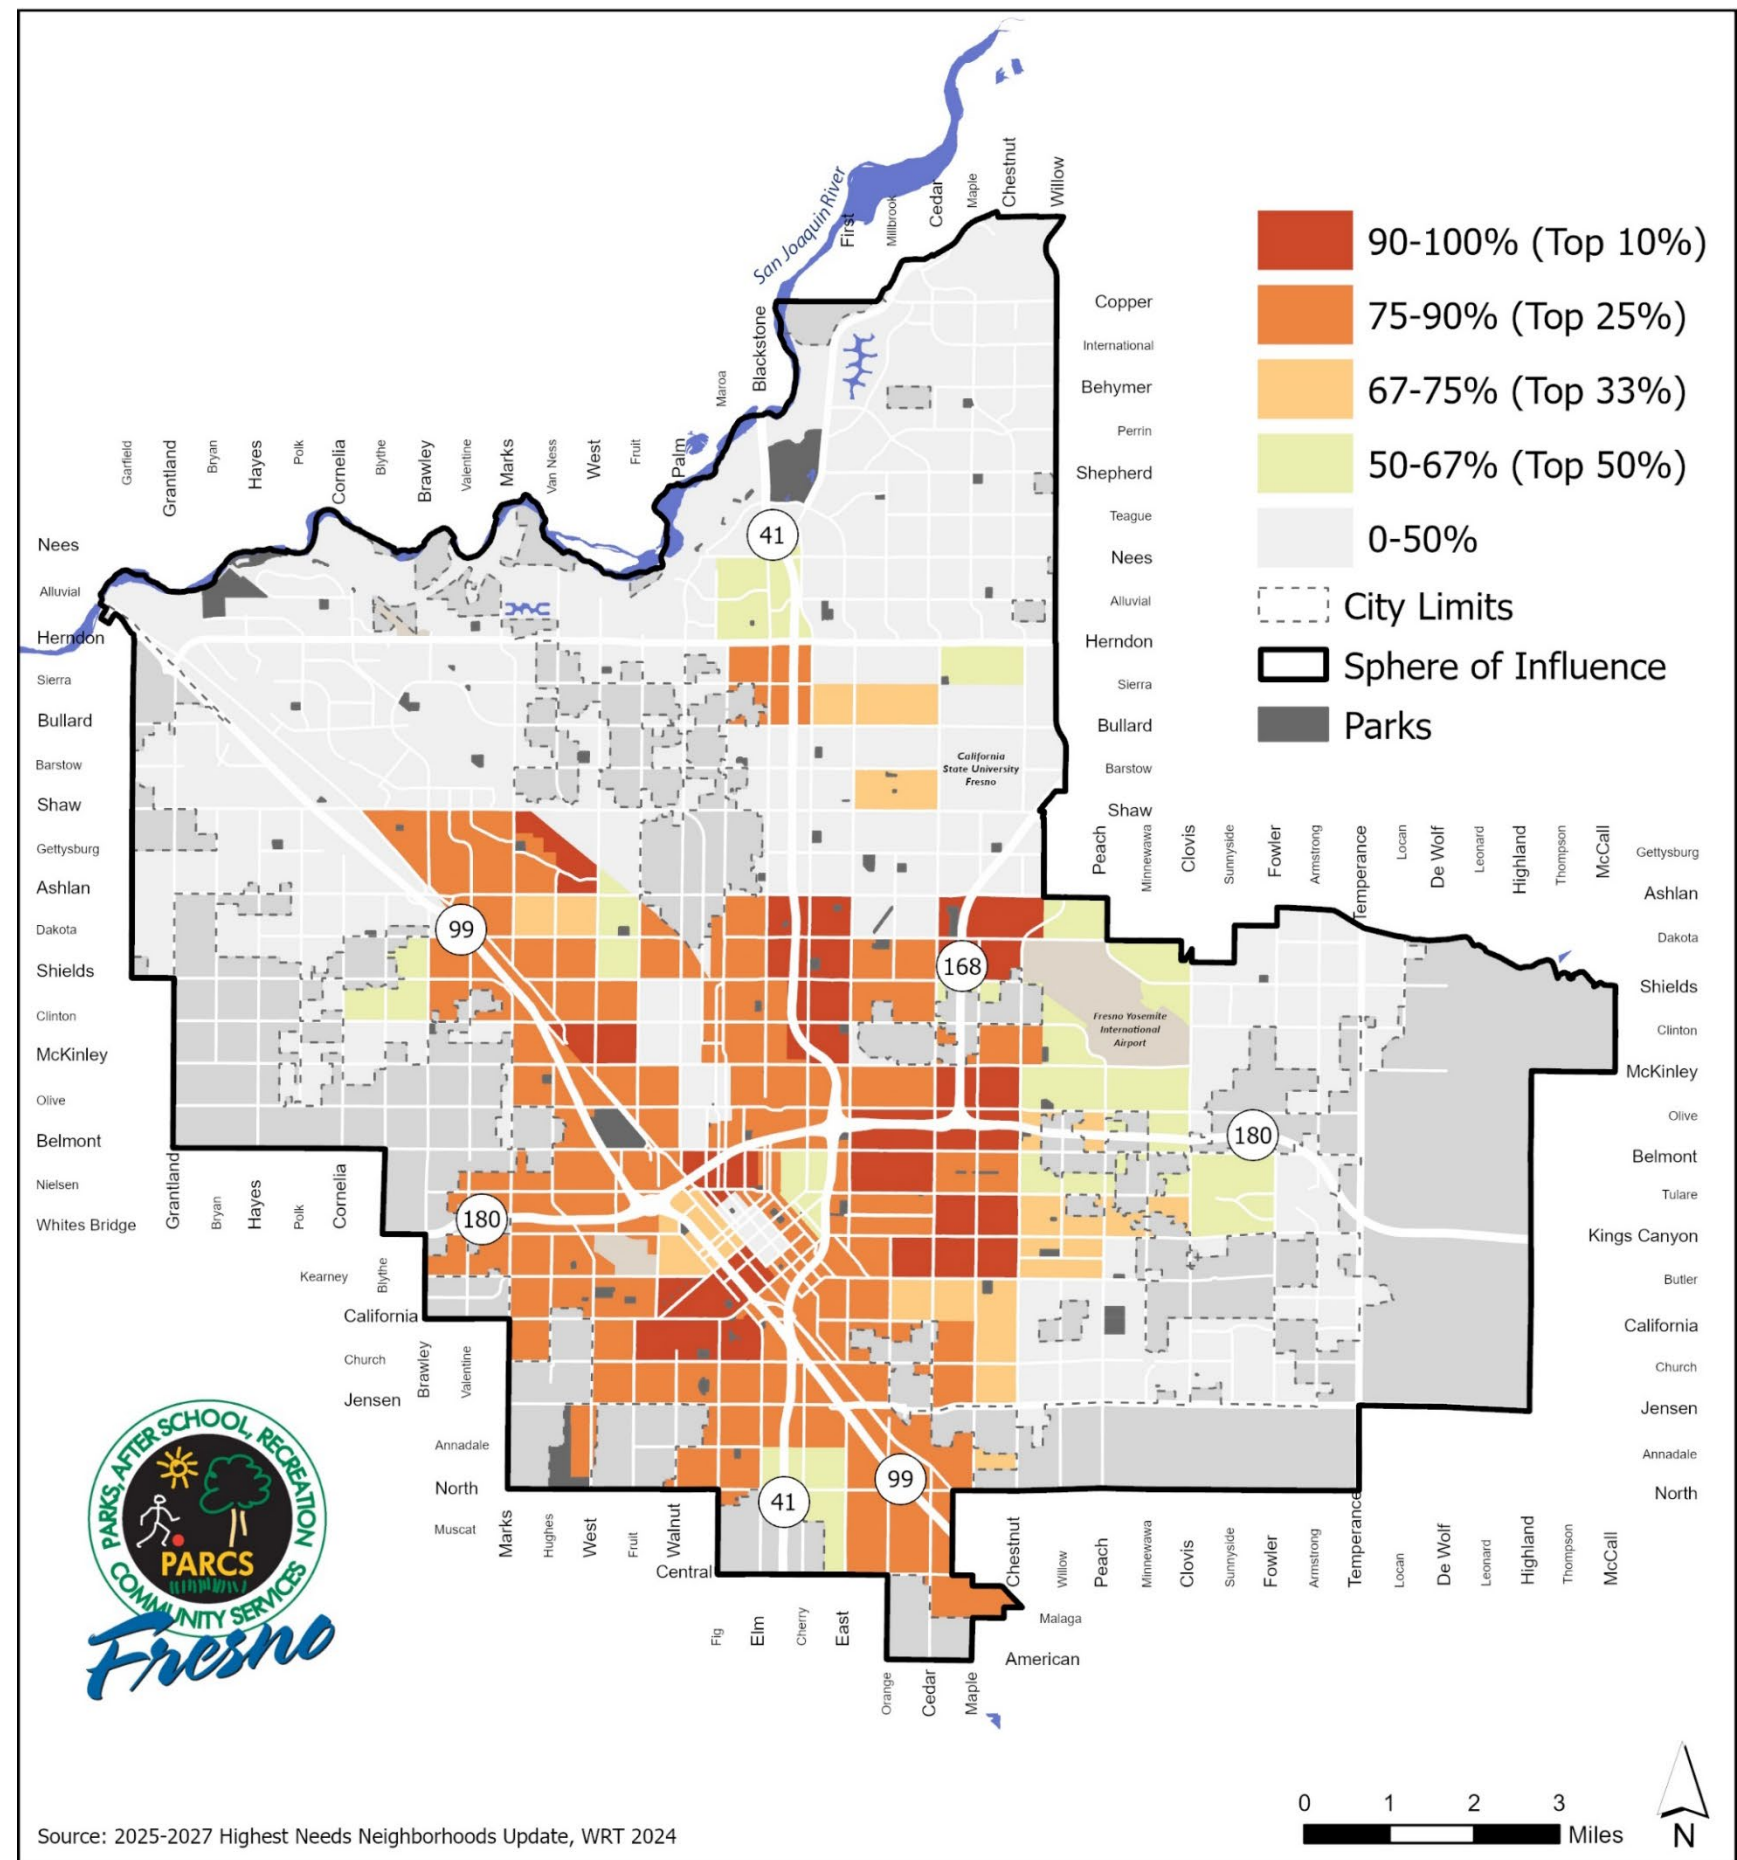 San Joaquin River
First
Millbrook
Cedar
Maple
Chestnut
Willow
90-100% (Top 10%)
75-90% (Top 25%)
67-75% (Top 33%)
50-67% (Top 50%)
0-50%
City Limits
Sphere of Influence
Parks
Copper
International
Behymer
Perrin
Shepherd
Teague
Nees
Alluvial
Herndon
Sierra
Bullard
Barstow
Shaw
Garfield
Grantland
Bryan
Hayes
Polk
Cornelia
Blythe
Brawley
Valentine
Marks
Van Ness
West
Fruit
Palm
Maroa
Blackstone
Nees
Alluvial
Herndon
Sierra
Bullard
Barstow
Shaw
Gettysburg
Ashlan
Dakota
Shields
Clinton
McKinley
Olive
Belmont
Nielsen
Whites Bridge
41
California
State University
Fresno
Peach
Minnewawa
Clovis
Sunnyside
Fowler
Armstrong
Temperance
Locan
De Wolf
Leonard
Highland
Thompson
McCall
Gettysburg
Ashlan
Dakota
Shields
Clinton
McKinley
Olive
Belmont
Tulare
Kings Canyon
Butler
California
Church
Jensen
Annadale
North
99
168
Fresno Yosemite
International
Airport
180
180
Grantland
Bryan
Hayes
Polk
Cornelia
Kearney
Blythe
California
Church
Brawley
Valentine
Jensen
Annadale
North
Muscat
Marks
Hughes
West
Fruit
Walnut
Central
41
99
Chestnut
Willow
Peach
Minnewawa
Clovis
Sunnyside
Fowler
Armstrong
Temperance
Locan
De Wolf
Leonard
Highland
Thompson
McCall
Fig
Elm
Cherry
East
Malaga
American
Orange
Cedar
Maple
PARKS, AFTER SCHOOL, RECREATION
COMMUNITY SERVICES
PARCS
Fresno
0 1 2 3
Miles
N
Source: 2025-2027 Highest Needs Neighborhoods Update, WRT 2024